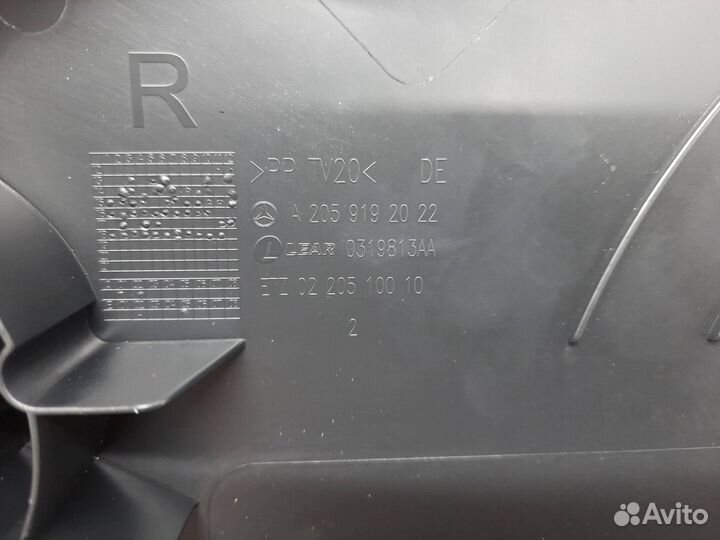 R
>PP TV20< DE
A 205 919 20 22
LEAR 0319813AA
ETZ 02 205 100 10
2
Avito